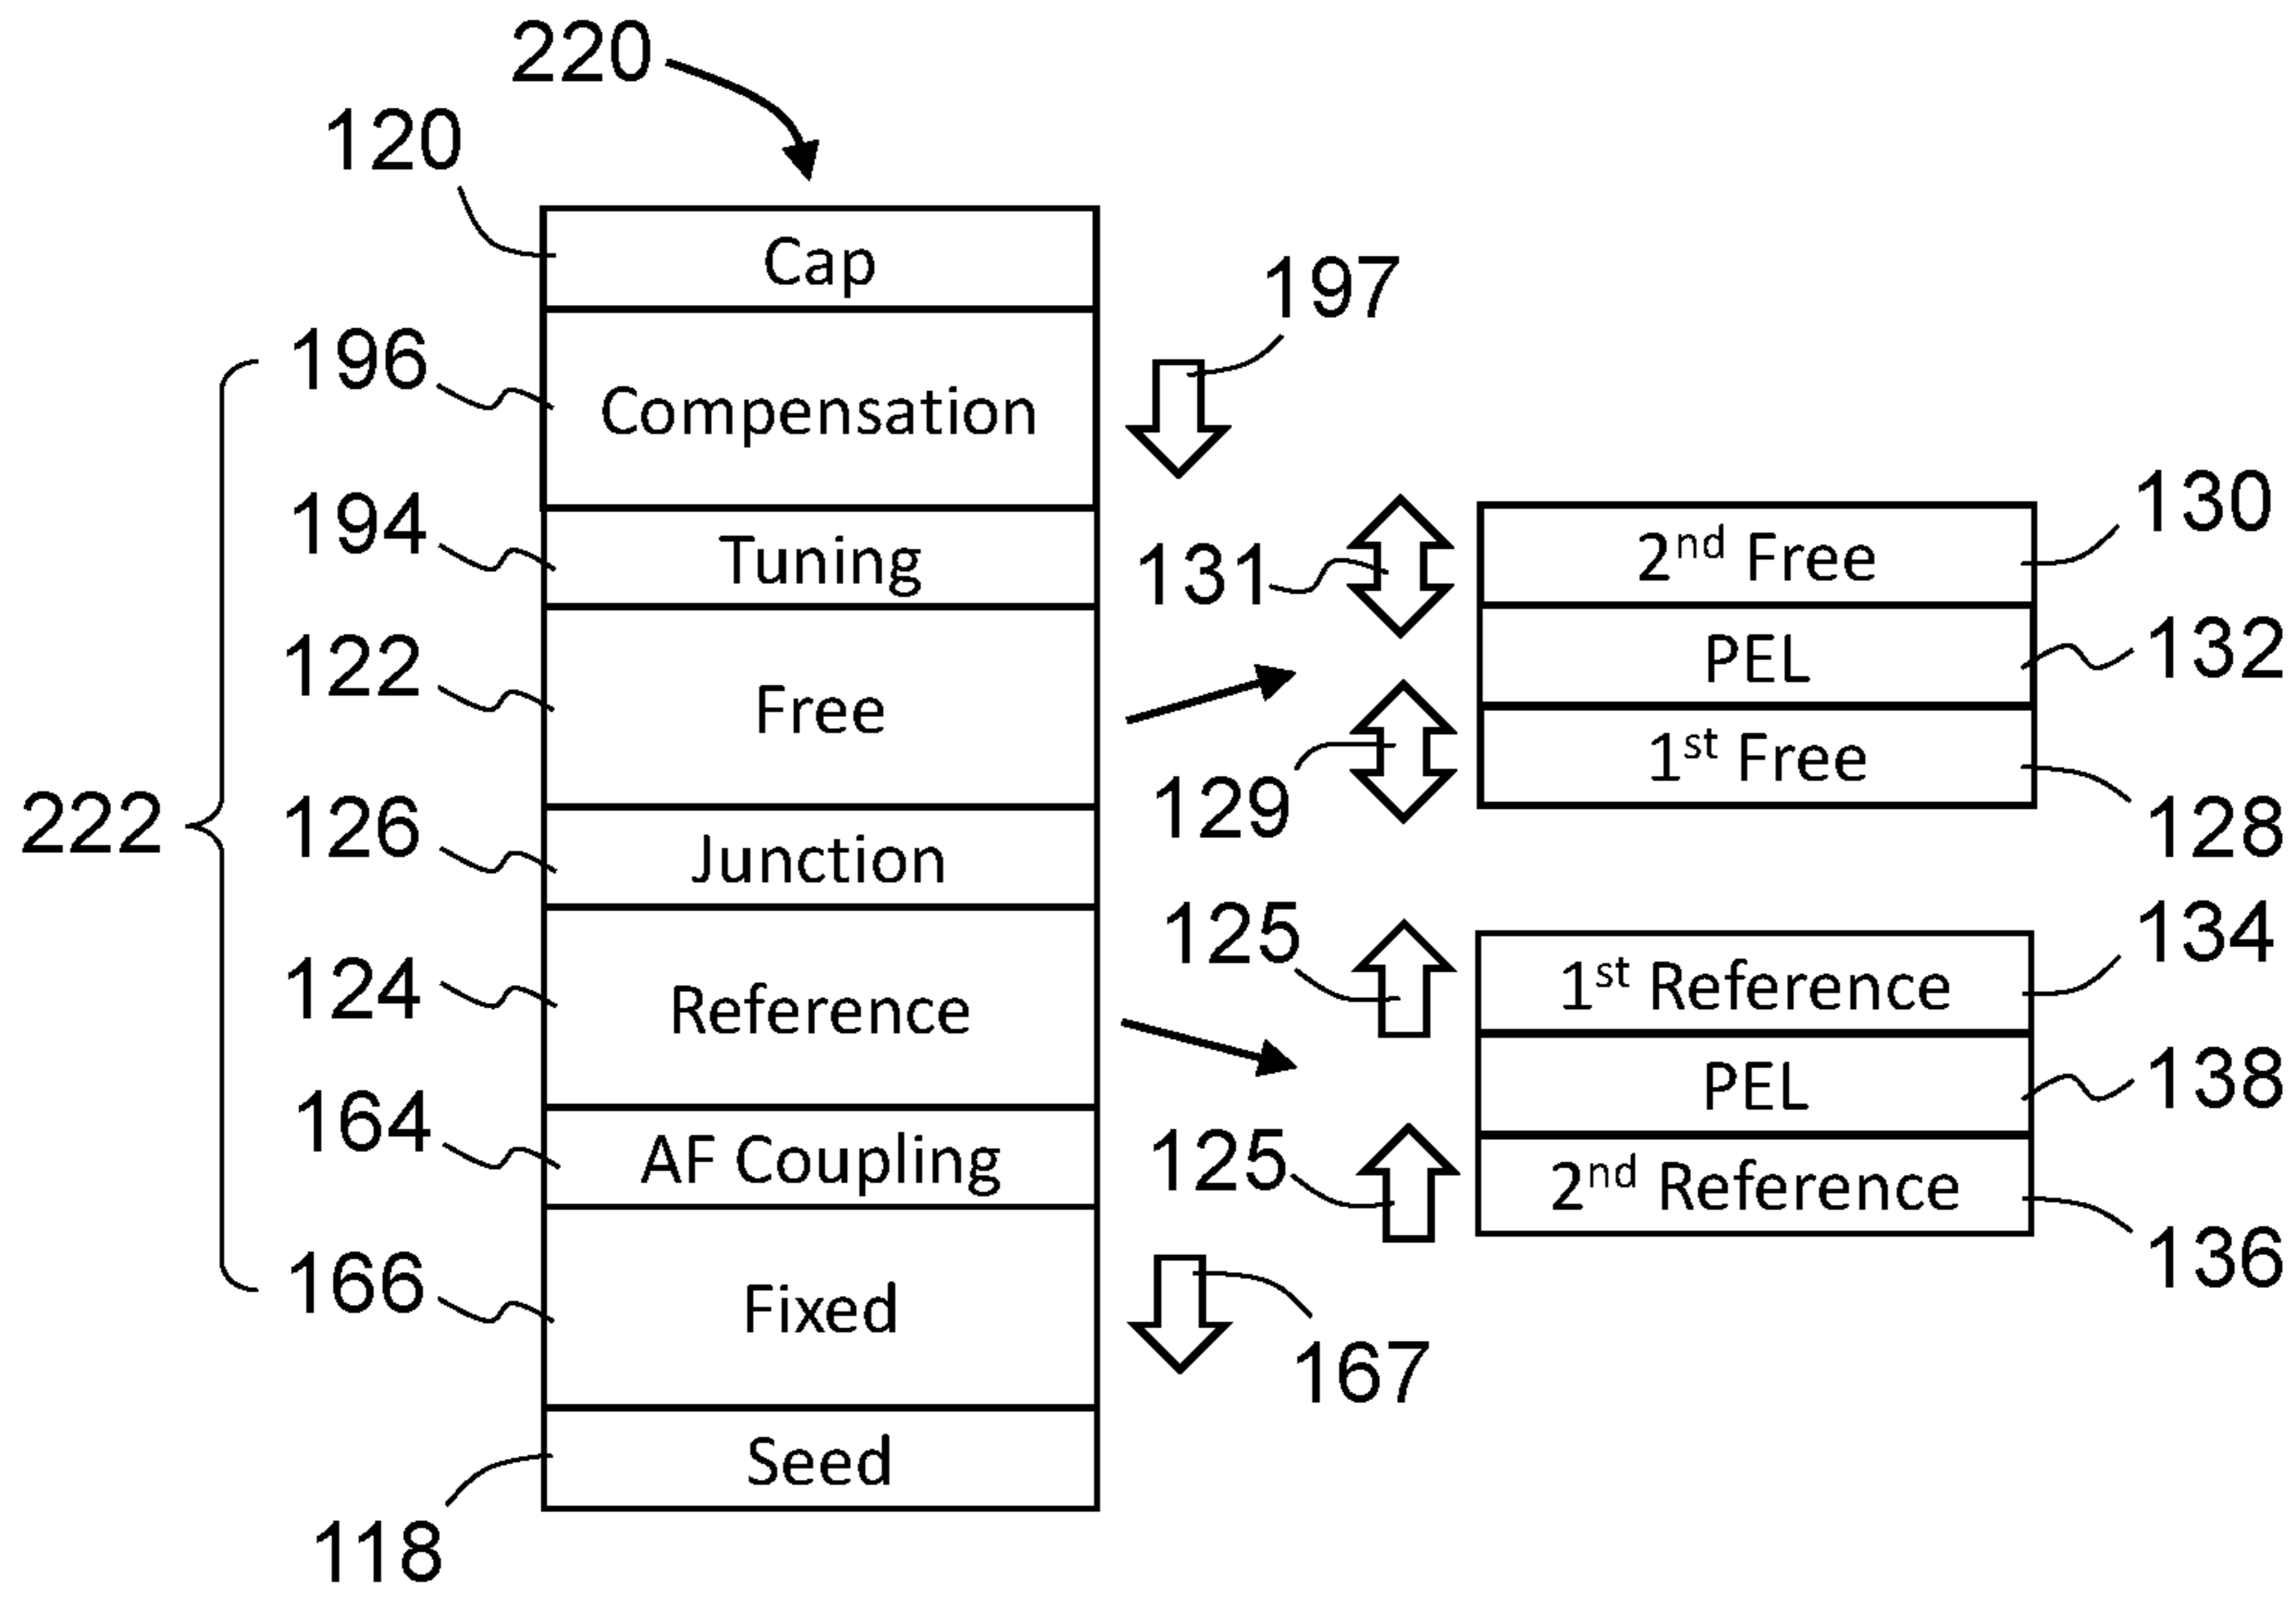 220
120
Cap
197
196
Compensation
194
Tuning
131
2nd Free
130
122
Free
PEL
132
129
1st Free
128
222
126
Junction
125
1st Reference
134
124
Reference
PEL
138
164
AF Coupling
125
2nd Reference
136
166
Fixed
167
Seed
118